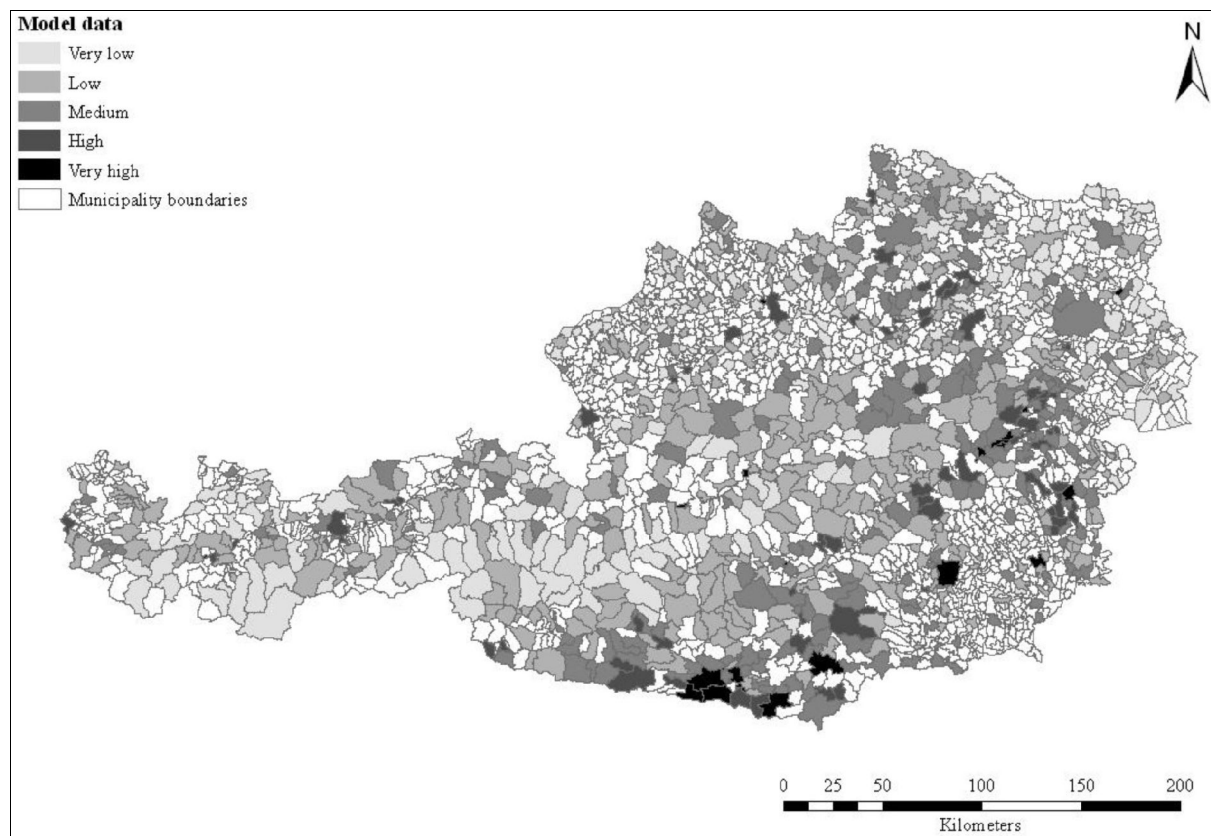 Model data
Very low
Low
Medium
High
Very high
Municipality boundaries
N
0 25 50 100 150 200
Kilometers